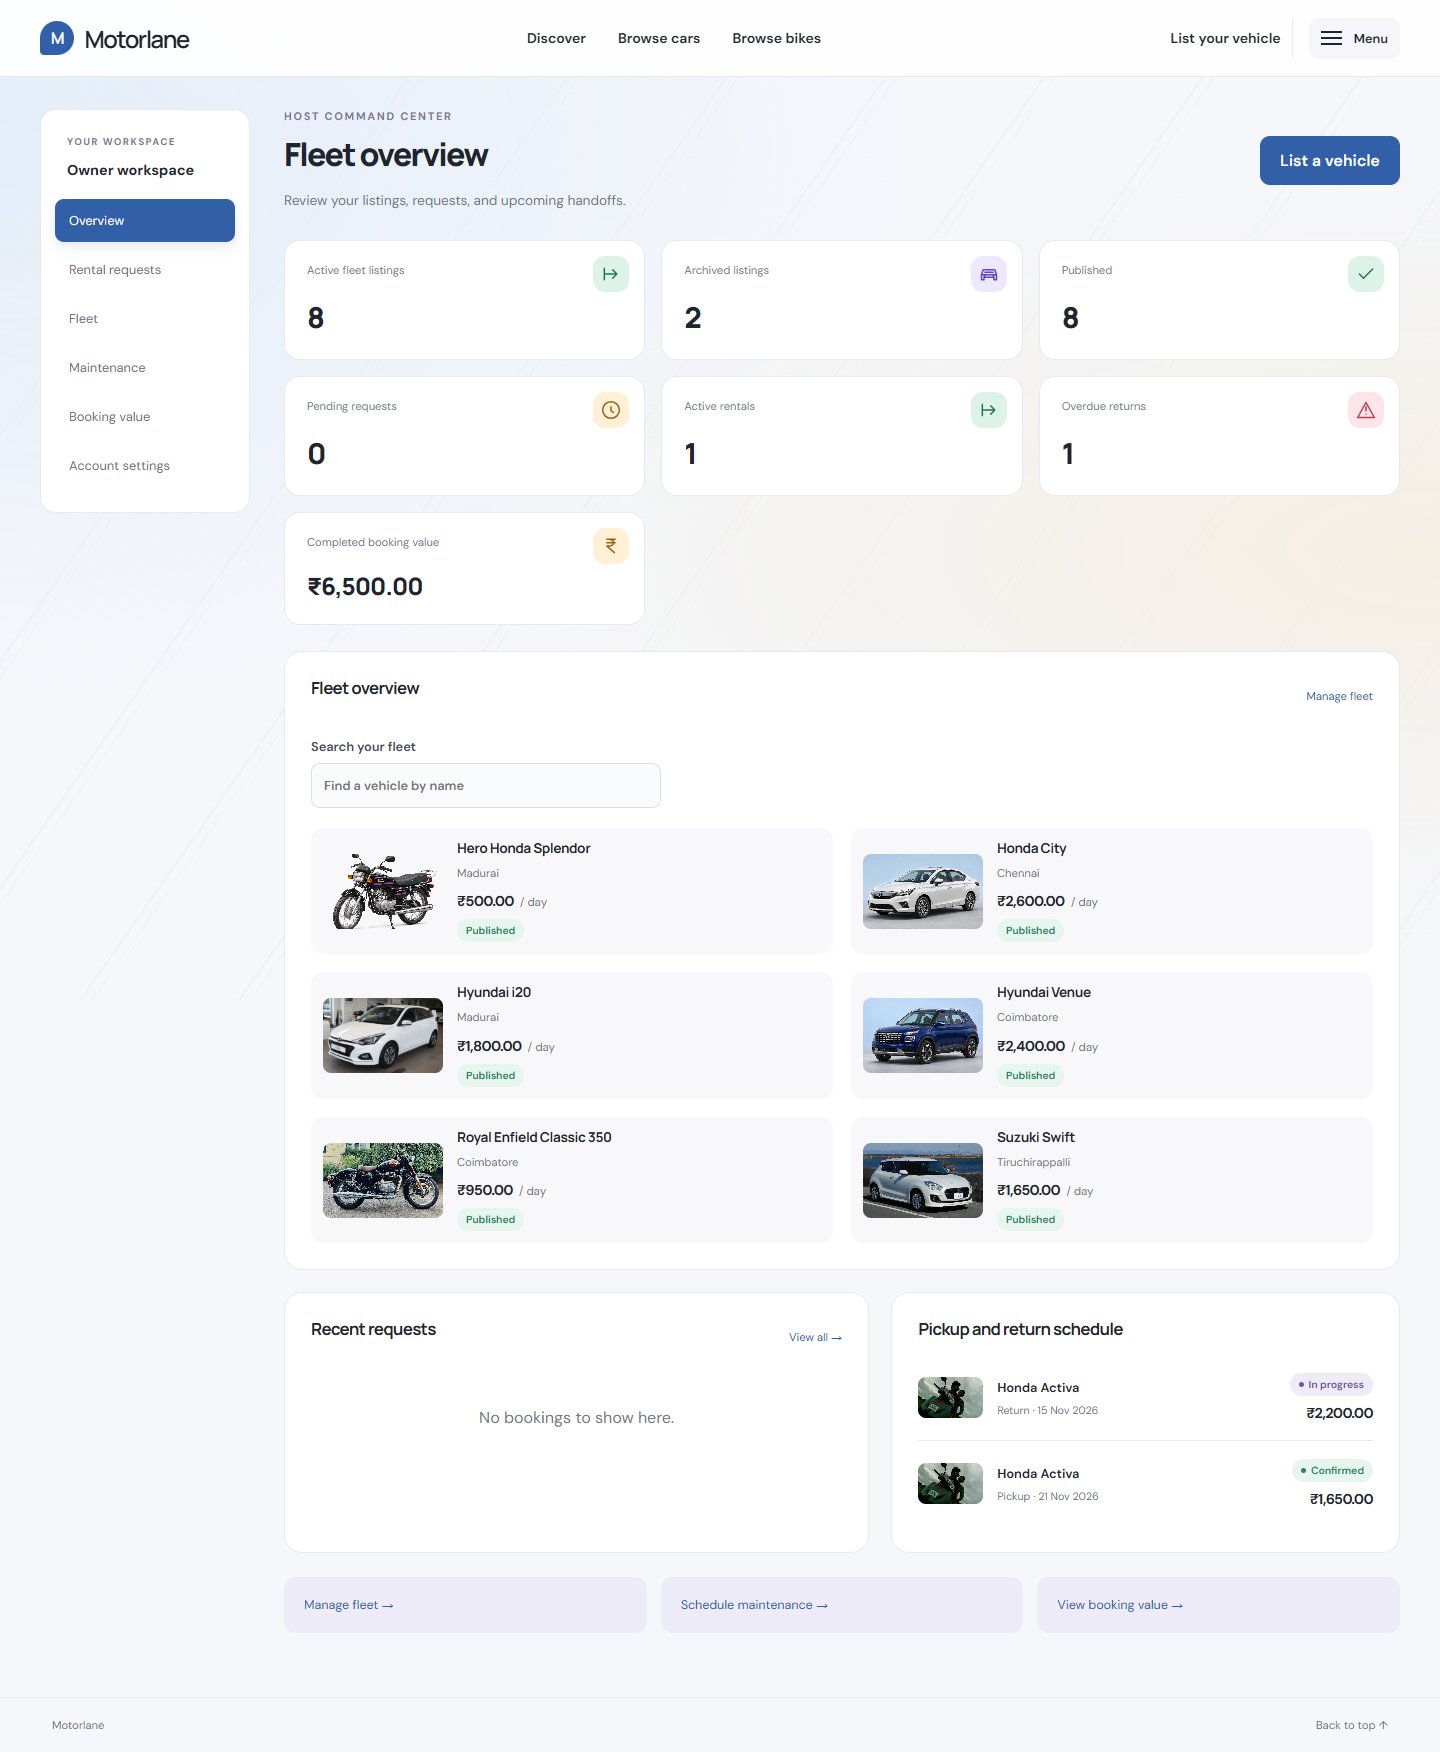 M Motorlane
Discover Browse cars Browse bikes
List your vehicle Menu
YOUR WORKSPACE
Owner workspace
Overview
Rental requests
Fleet
Maintenance
Booking value
Account settings
HOST COMMAND CENTER
Fleet overview
Review your listings, requests, and upcoming handoffs.
List a vehicle
Active fleet listings
8
Archived listings
2
Published
8
Pending requests
0
Active rentals
1
Overdue returns
1
Completed booking value
₹
₹6,500.00
Fleet overview
Manage fleet
Search your fleet
Find a vehicle by name
Hero Honda Splendor
Madurai
₹500.00 / day
Published
Honda City
Chennai
₹2,600.00 / day
Published
Hyundai i20
Madurai
₹1,800.00 / day
Published
Hyundai Venue
Coimbatore
₹2,400.00 / day
Published
Royal Enfield Classic 350
Coimbatore
₹950.00 / day
Published
Suzuki Swift
Tiruchirappalli
₹1,650.00 / day
Published
Recent requests
View all →
No bookings to show here.
Pickup and return schedule
Honda Activa
Return · 15 Nov 2026
In progress
₹2,200.00
Honda Activa
Pickup · 21 Nov 2026
Confirmed
₹1,650.00
Manage fleet →
Schedule maintenance →
View booking value →
Motorlane
Back to top ↑